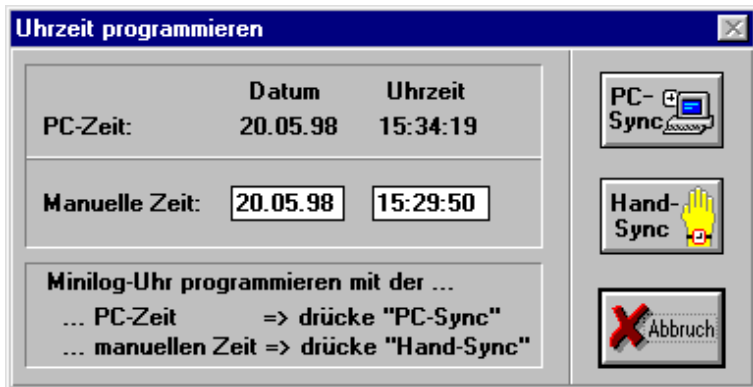 Uhrzeit programmieren
Datum Uhrzeit
PC-Zeit: 20.05.98 15:34:19
Manuelle Zeit: 20.05.98 15:29:50
Minilog-Uhr programmieren mit der ...
... PC-Zeit => drücke "PC-Sync"
... manuellen Zeit => drücke "Hand-Sync"
PC-
Sync
Hand-
Sync
Abbruch